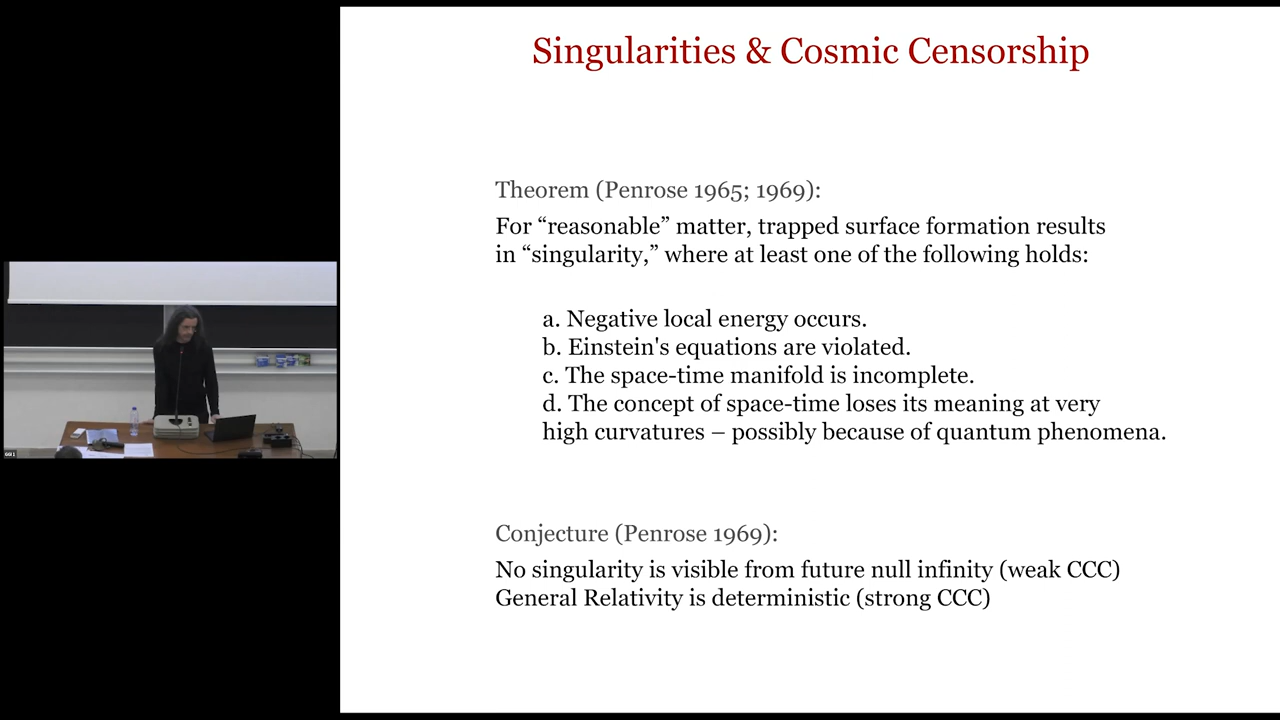 Singularities & Cosmic Censorship
Theorem (Penrose 1965; 1969):
For “reasonable” matter, trapped surface formation results
in “singularity,” where at least one of the following holds:
a. Negative local energy occurs.
b. Einstein's equations are violated.
c. The space-time manifold is incomplete.
d. The concept of space-time loses its meaning at very
high curvatures – possibly because of quantum phenomena.
Conjecture (Penrose 1969):
No singularity is visible from future null infinity (weak CCC)
General Relativity is deterministic (strong CCC)